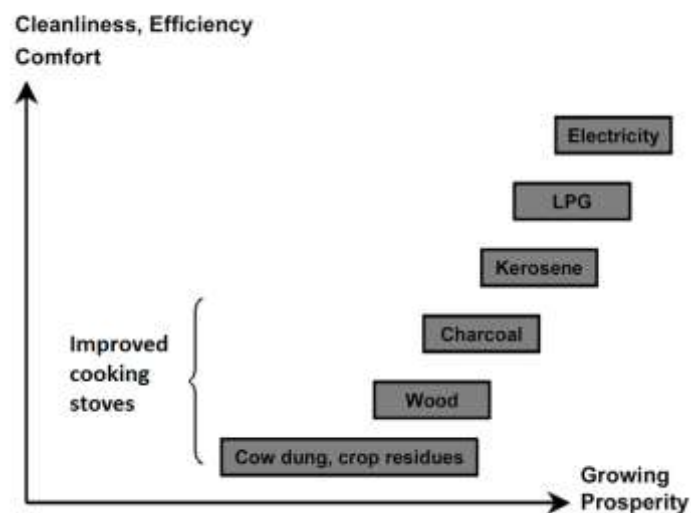 Cleanliness, Efficiency
Comfort
Electricity
LPG
Kerosene
Charcoal
Improved
cooking
stoves
Wood
Cow dung, crop residues
Growing
Prosperity